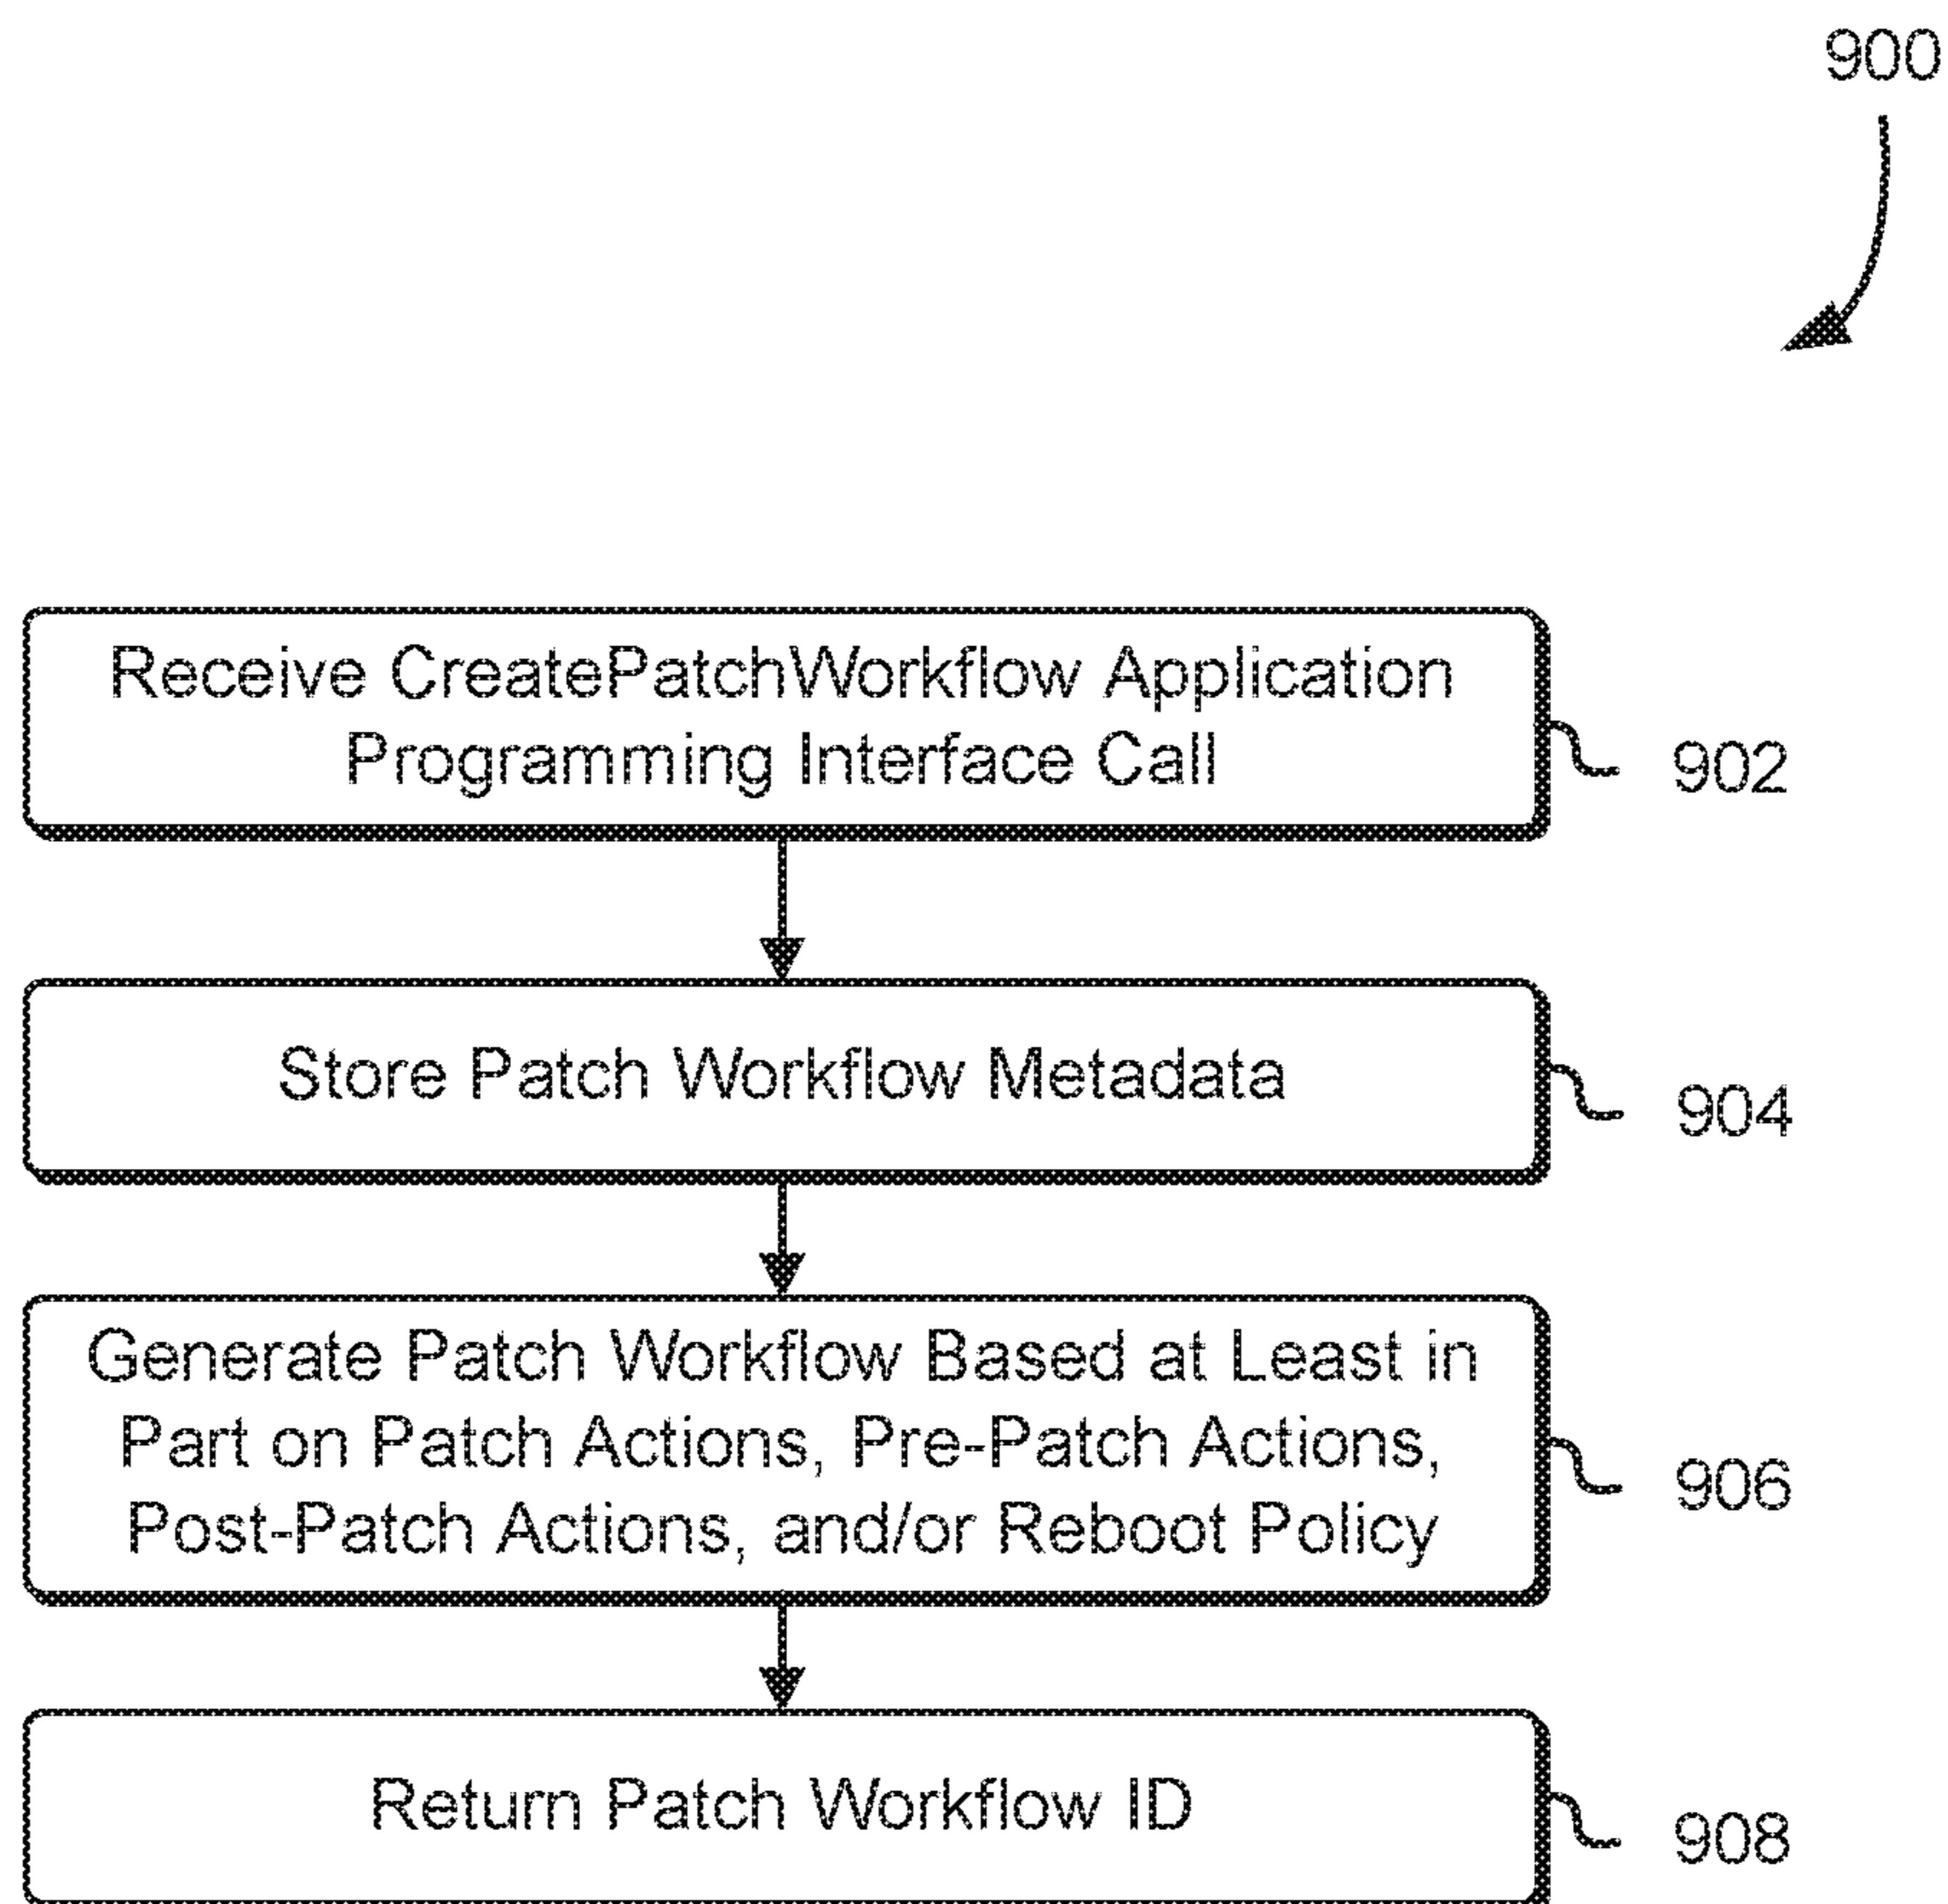 900
Receive CreatePatchWorkflow Application
Programming Interface Call
902
Store Patch Workflow Metadata
904
Generate Patch Workflow Based at Least in
Part on Patch Actions, Pre-Patch Actions,
Post-Patch Actions, and/or Reboot Policy
906
Return Patch Workflow ID
908